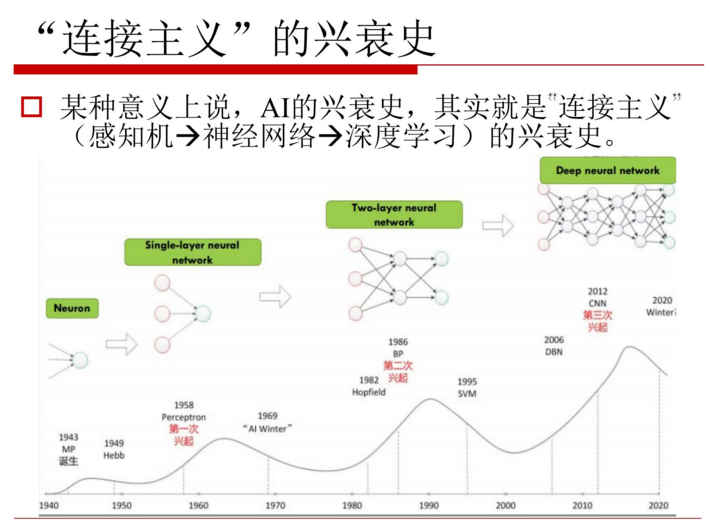 “连接主义”的兴衰史
某种意义上说，AI的兴衰史，其实就是“连接主义”
（感知机→神经网络→深度学习）的兴衰史。
Deep neural network
Two-layer neural
network
Single-layer neural
network
Neuron
2012
CNN
第三次
兴起
2020
Winter?
1986
BP
第二次
兴起
2006
DBN
1982
Hopfield
1995
SVM
1958
Perceptron
第一次
兴起
1969
“AI Winter”
1943
MP
诞生
1949
Hebb
1940 1950 1960 1970 1980 1990 2000 2010 2020